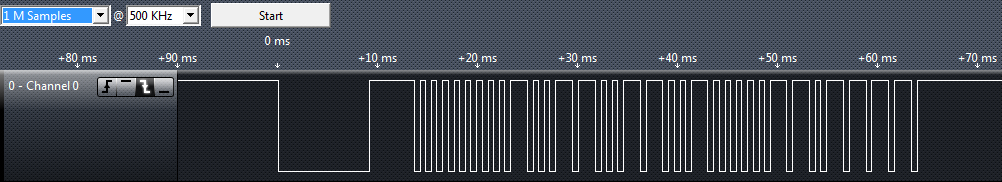 1 M Samples @ 500 KHz Start
0 ms
+80 ms +90 ms +10 ms +20 ms +30 ms +40 ms +50 ms +60 ms +70 ms
0 - Channel 0